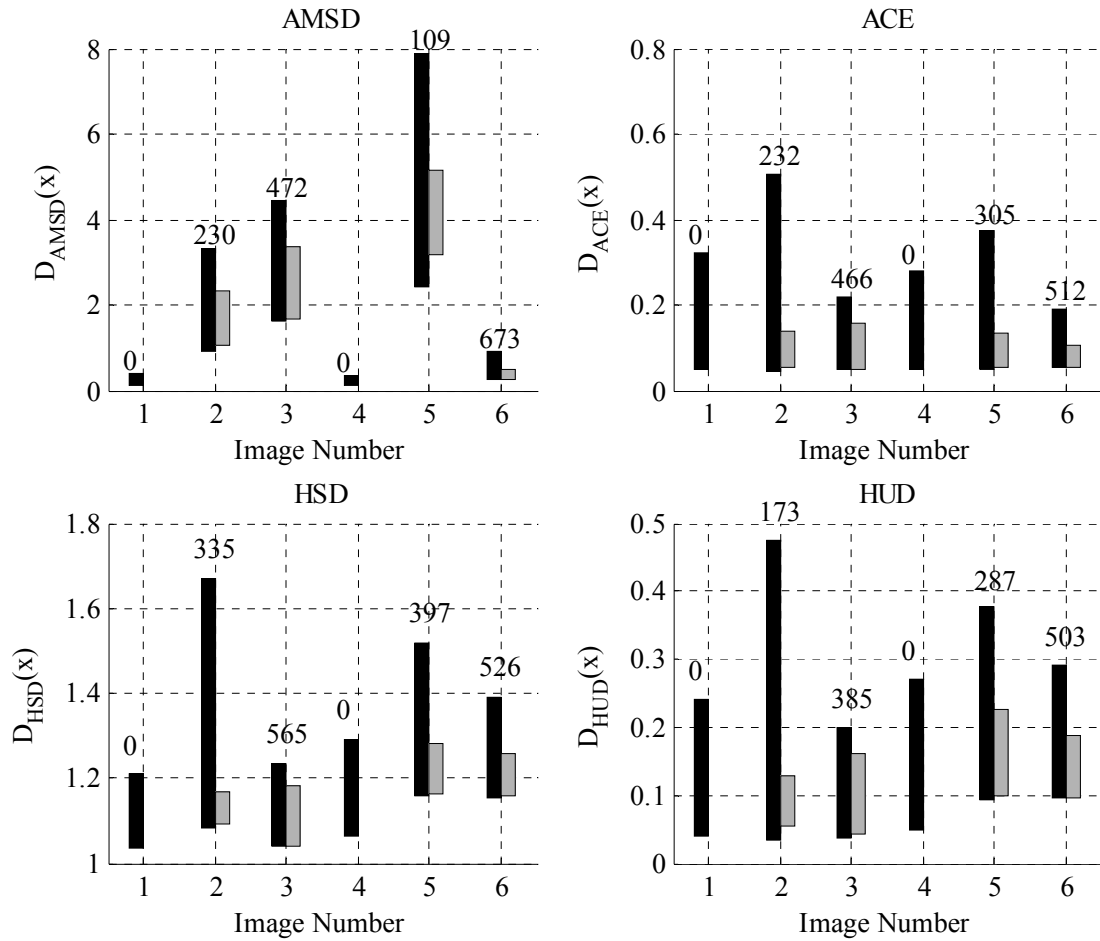 AMSD
8
6
4
2
0
D_AMSD(x)
0
230
472
0
109
673
1 2 3 4 5 6
Image Number
ACE
0.8
0.6
0.4
0.2
0
D_ACE(x)
0
232
466
0
305
512
1 2 3 4 5 6
Image Number
HSD
1.8
1.6
1.4
1.2
1
D_HSD(x)
0
335
565
0
397
526
1 2 3 4 5 6
Image Number
HUD
0.5
0.4
0.3
0.2
0.1
0
D_HUD(x)
0
173
385
0
287
503
1 2 3 4 5 6
Image Number